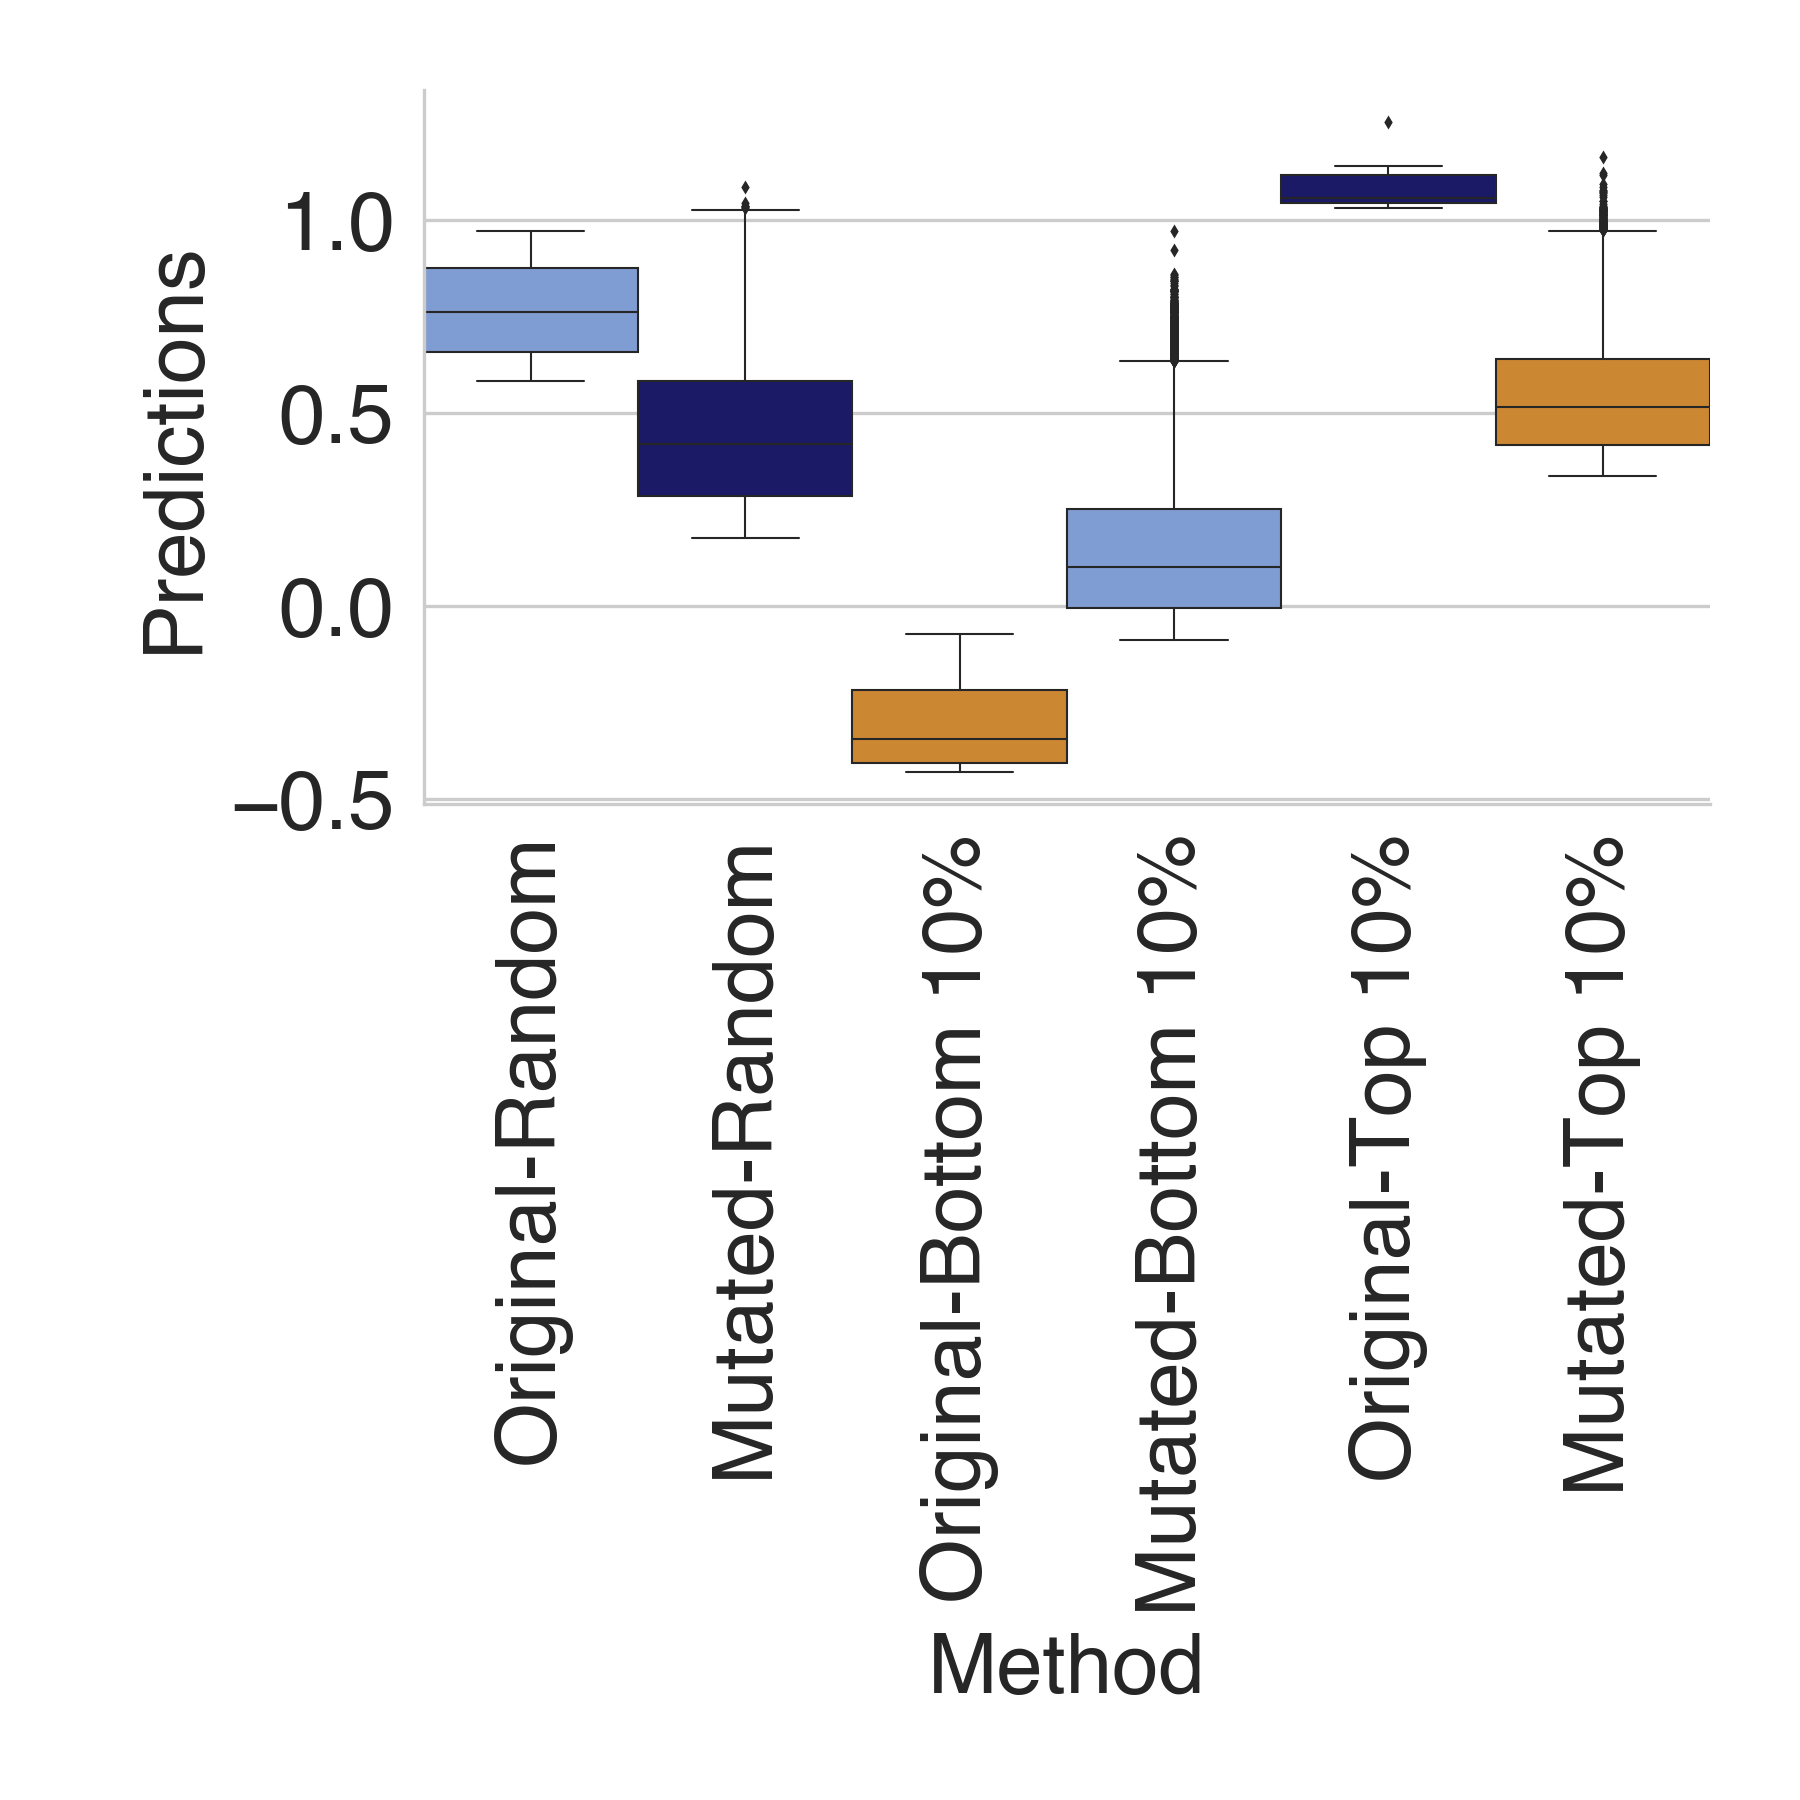 Predictions
1.0
0.5
0.0
−0.5
Original-Random
Mutated-Random
Original-Bottom 10%
Mutated-Bottom 10%
Original-Top 10%
Mutated-Top 10%
Method